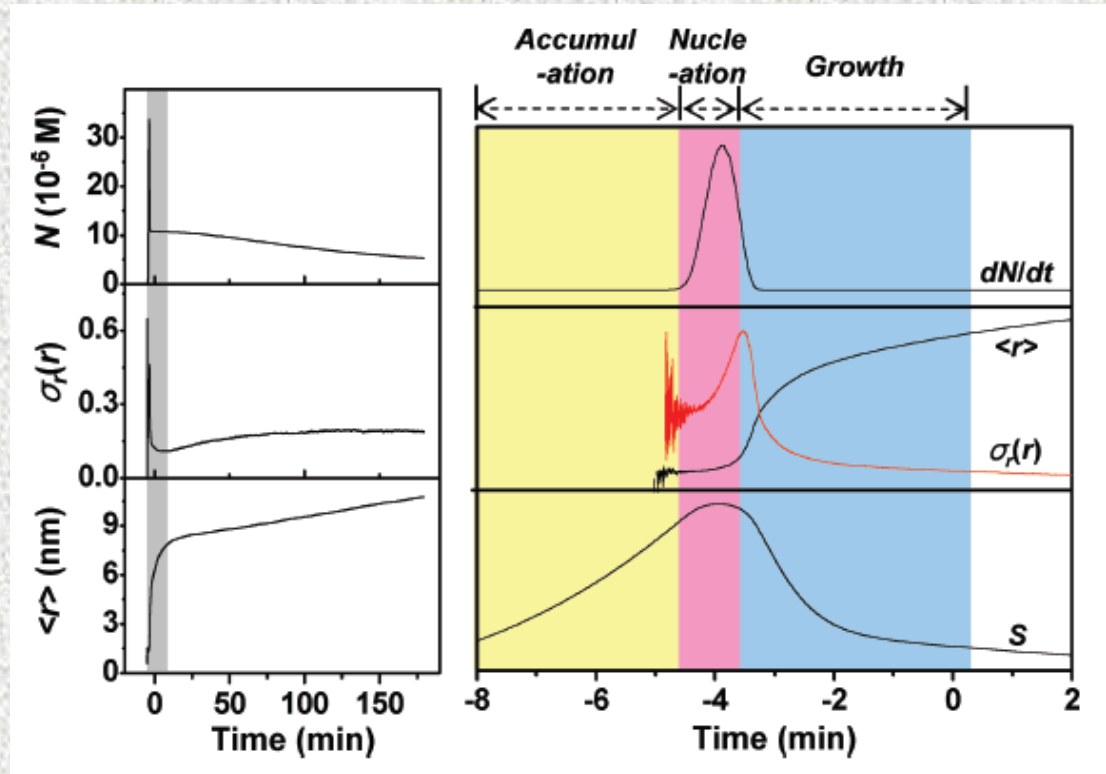 Accumul
-ation
Nucle
-ation
Growth
N (10⁻⁶ M)
30
20
10
0
σᵣ(r)
0.6
0.3
0.0
<r> (nm)
9
6
3
0
0 50 100 150
Time (min)
dN/dt
<r>
σᵣ(r)
S
-8 -6 -4 -2 0 2
Time (min)